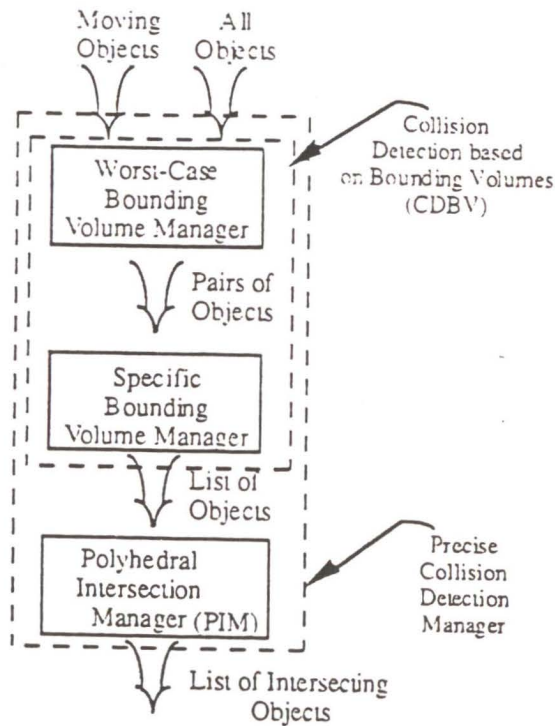 Moving
Objects
All
Objects
Collision
Detection based
on Bounding Volumes
(CDBV)
Worst-Case
Bounding
Volume Manager
Pairs of
Objects
Specific
Bounding
Volume Manager
List of
Objects
Polyhedral
Intersection
Manager (PIM)
Precise
Collision
Detection
Manager
List of Intersecting
Objects